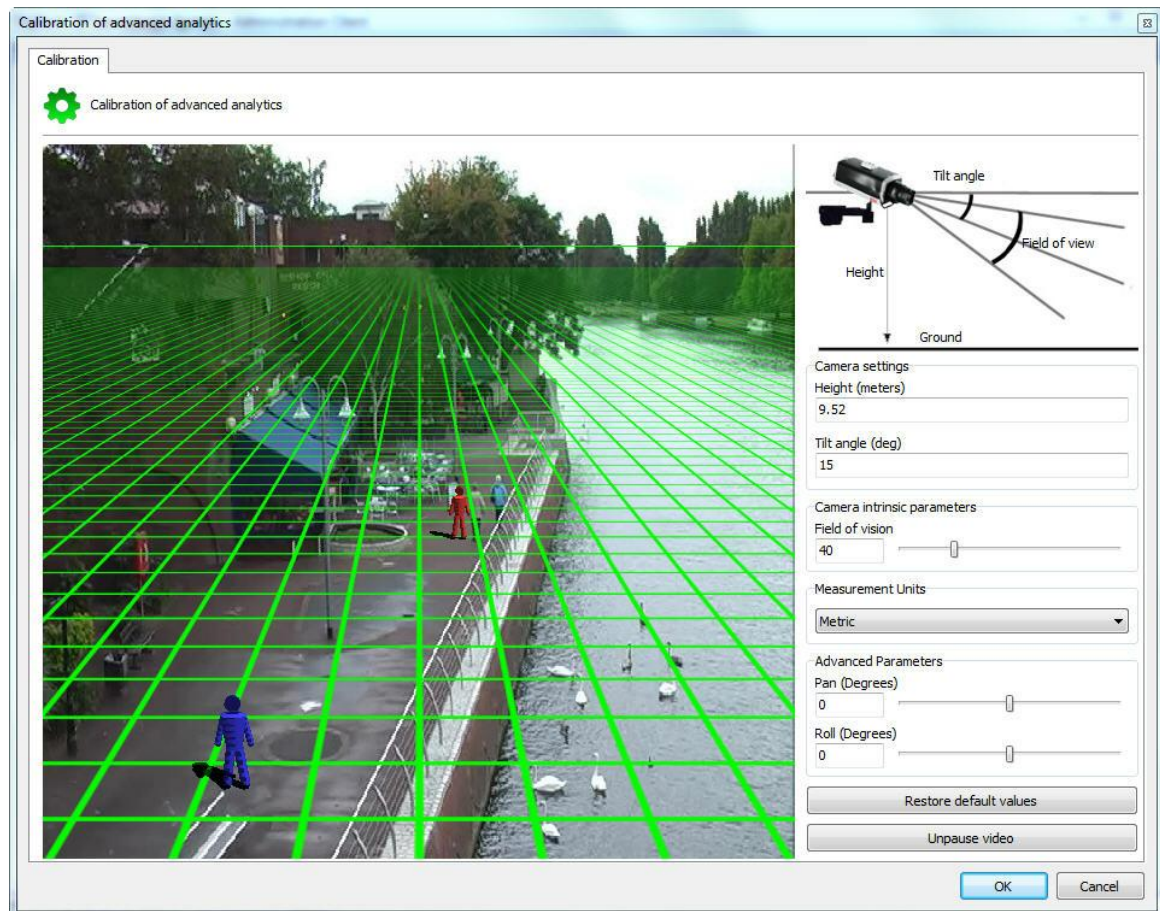 Calibration of advanced analytics
Calibration
Calibration of advanced analytics
Tilt angle
Field of view
Height
Ground
Camera settings
Height (meters)
9.52
Tilt angle (deg)
15
Camera intrinsic parameters
Field of vision
40
Measurement Units
Metric
Advanced Parameters
Pan (Degrees)
0
Roll (Degrees)
0
Restore default values
Unpause video
OK
Cancel